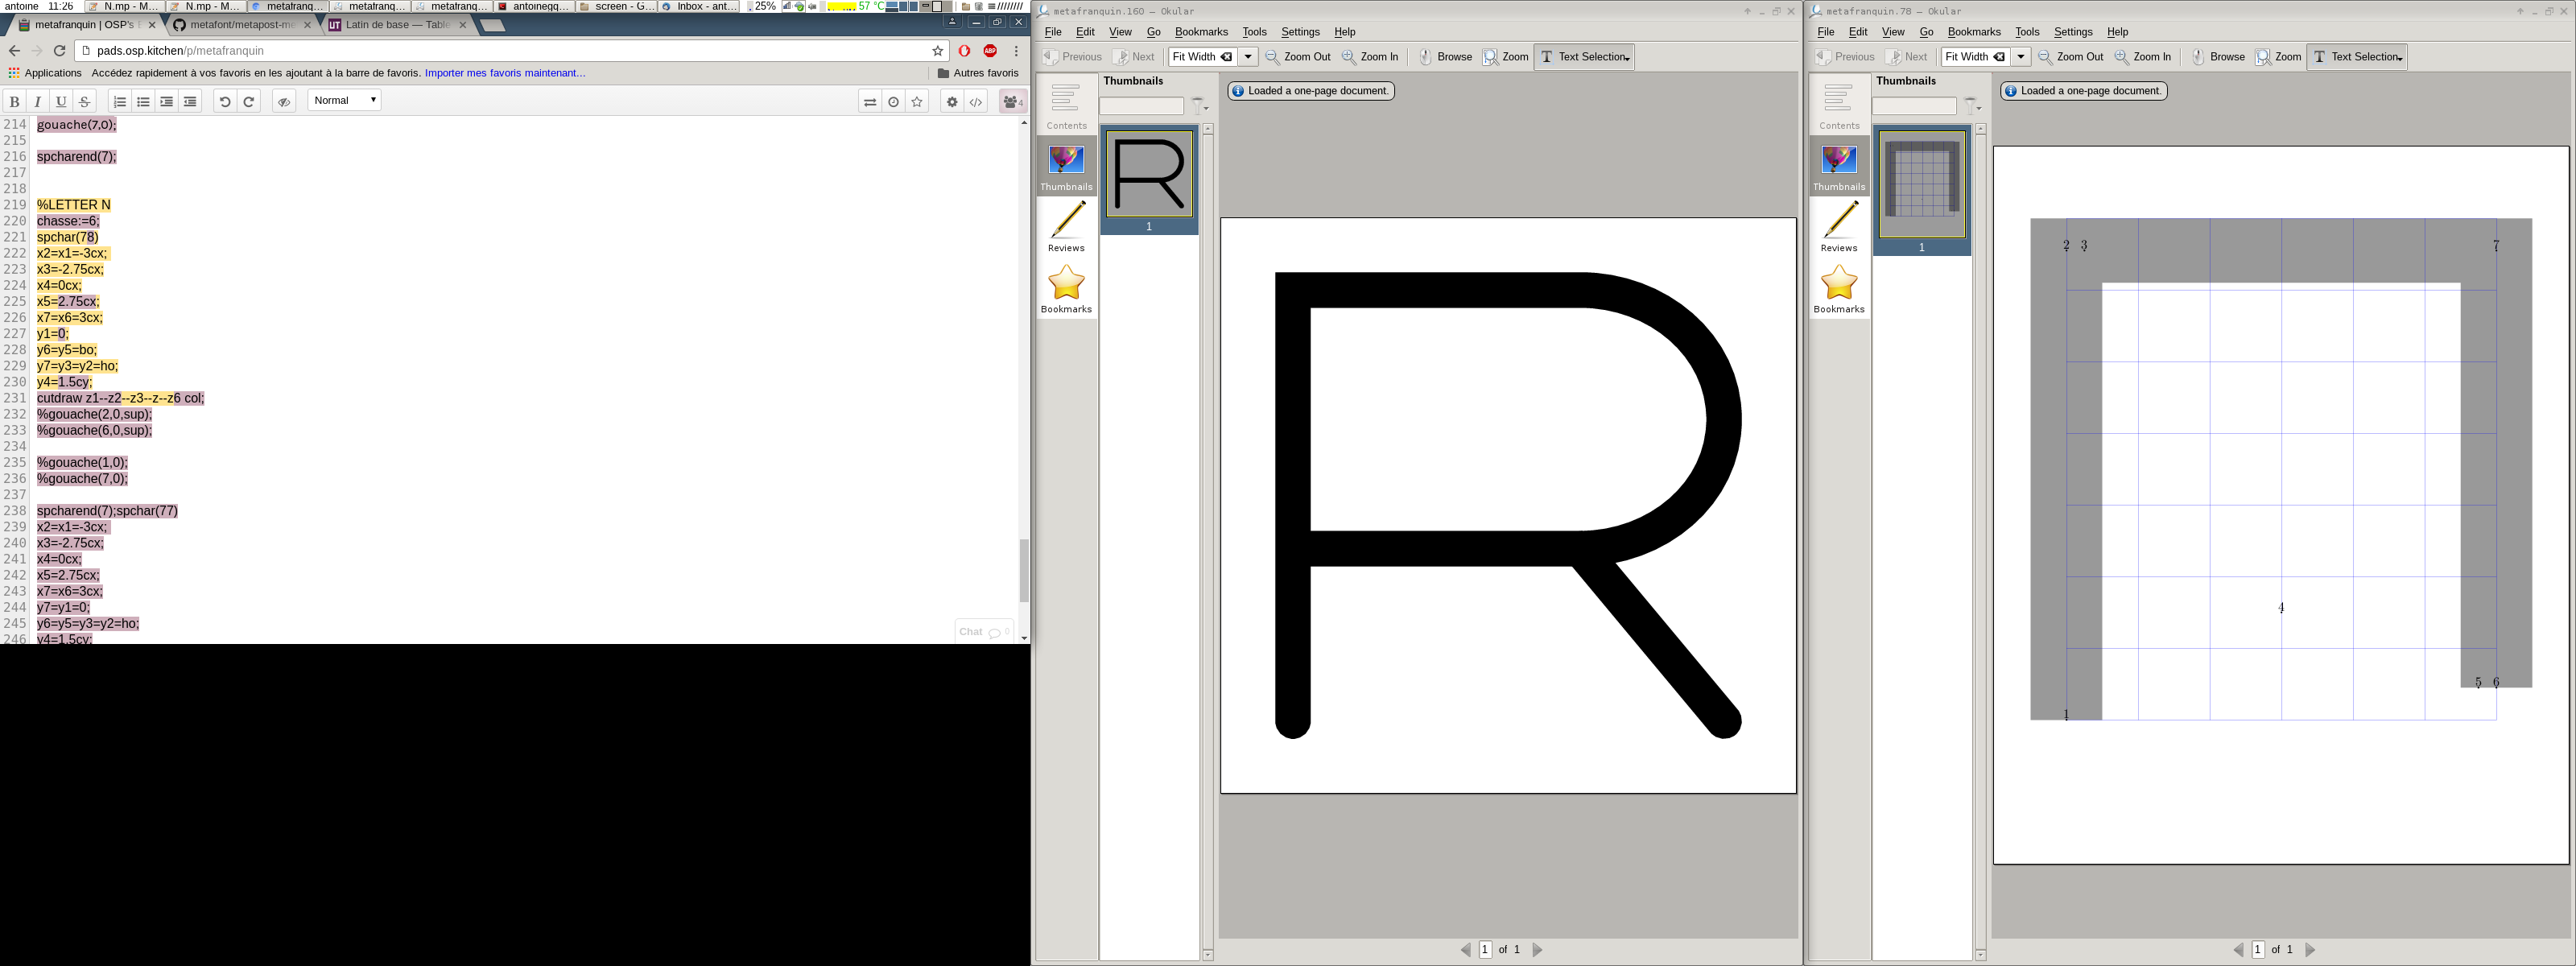 antoine 11:26 N.mp - M... N.mp - M... metafranq... metafranq... metafranq... antoinegq... screen - G... Inbox - ant... 25% 57 °C
metafranquin | OSP's metafont/metapost-me Latin de base — Table
pads.osp.kitchen/p/metafranquin
Applications Accédez rapidement à vos favoris en les ajoutant à la barre de favoris. Importer mes favoris maintenant... Autres favoris
B I U S Normal 4
214 gouache(7,0);
215
216 spcharend(7);
217
218
219 %LETTER N
220 chasse:=6;
221 spchar(78)
222 x2=x1=-3cx;
223 x3=-2.75cx;
224 x4=0cx;
225 x5=2.75cx;
226 x7=x6=3cx;
227 y1=0;
228 y6=y5=bo;
229 y7=y3=y2=ho;
230 y4=1.5cy;
231 cutdraw z1--z2--z3--z--z6 col;
232 %gouache(2,0,sup);
233 %gouache(6,0,sup);
234
235 %gouache(1,0);
236 %gouache(7,0);
237
238 spcharend(7);spchar(77)
239 x2=x1=-3cx;
240 x3=-2.75cx;
241 x4=0cx;
242 x5=2.75cx;
243 x7=x6=3cx;
244 y7=y1=0;
245 y6=y5=y3=y2=ho;
246 y4=1.5cy;
Chat 0
metafranquin.160 — Okular
File Edit View Go Bookmarks Tools Settings Help
Previous Next Fit Width Zoom Out Zoom In Browse Zoom Text Selection
Thumbnails
Loaded a one-page document.
Contents
Thumbnails
R
1
Reviews
Bookmarks
R
1 of 1
metafranquin.78 — Okular
File Edit View Go Bookmarks Tools Settings Help
Previous Next Fit Width Zoom Out Zoom In Browse Zoom Text Selection
Thumbnails
Loaded a one-page document.
Contents
Thumbnails
1
Reviews
Bookmarks
2 3 7
4
5 6
1
1 of 1